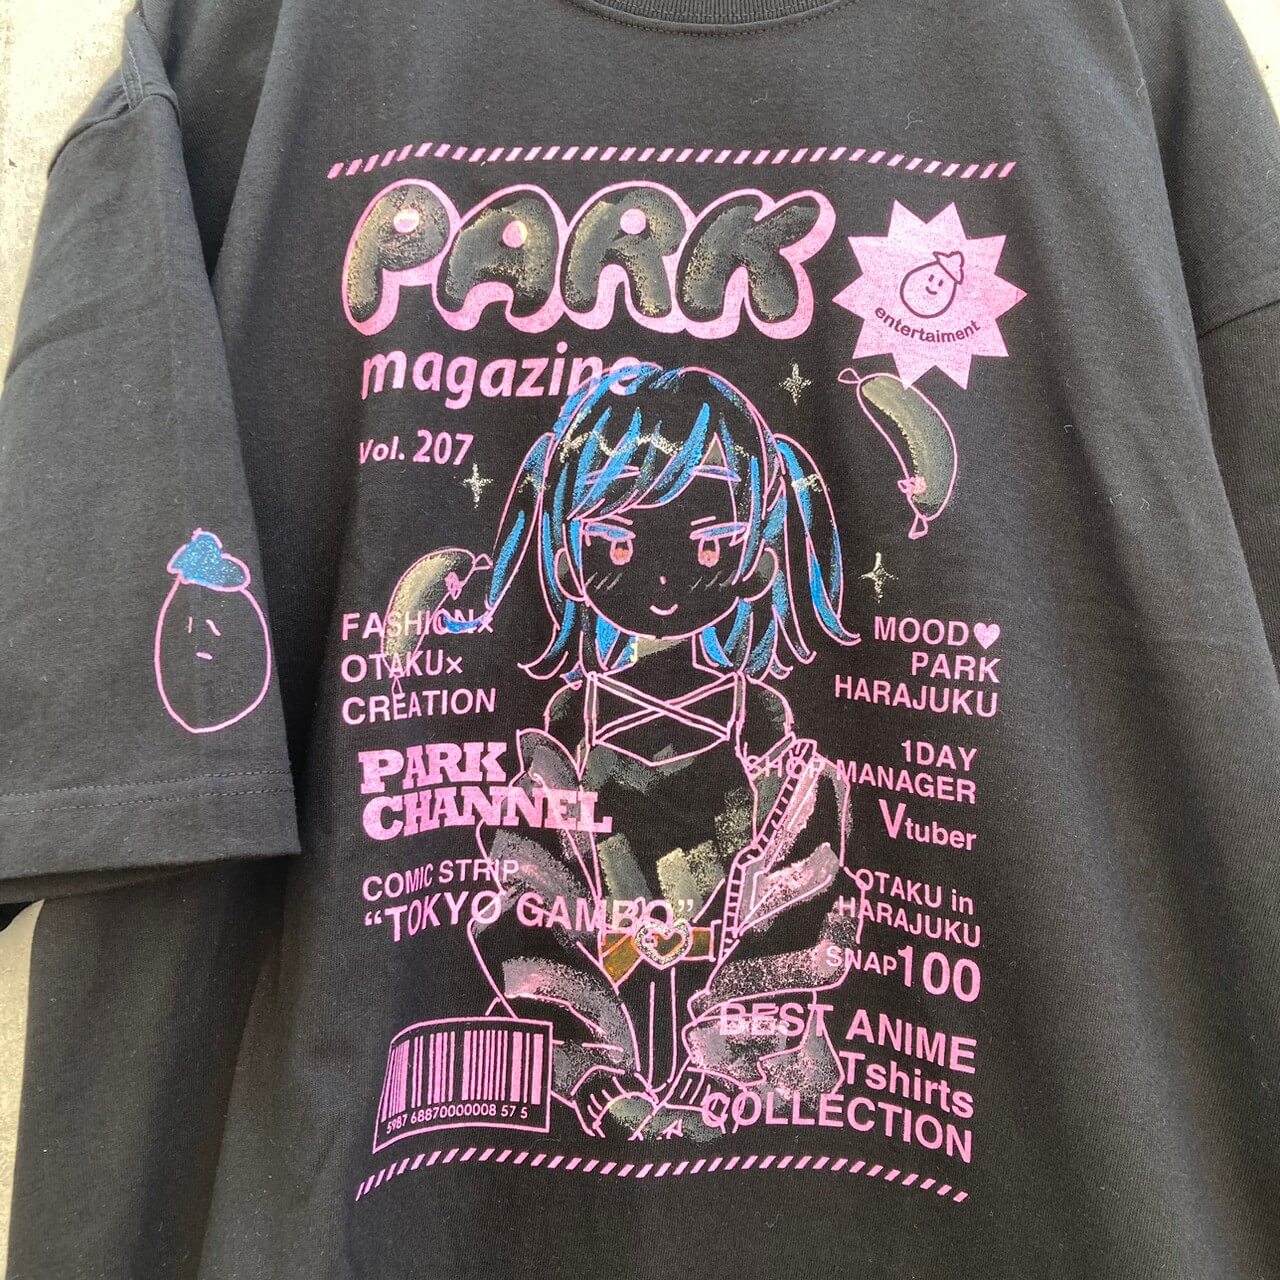 PARK
magazine
entertaiment
Vol. 207
FASHION×
OTAKU×
CREATION
MOOD♥
PARK
HARAJUKU
PARK
CHANNEL
1DAY
SHOP MANAGER
Vtuber
COMIC STRIP
“TOKYO GAMBO”
OTAKU in
HARAJUKU
SNAP100
BEST ANIME
Tshirts
COLLECTION
5987 68870000008 57 5